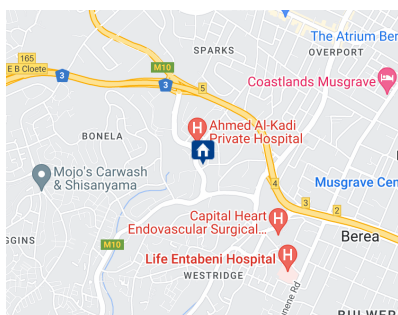 The Atrium Ber
SPARKS
OVERPORT
165
M10
E B Cloete
3
3
5
Coastlands Musgrave
Ahmed Al-Kadi
Private Hospital
BONELA
H
Mojo's Carwash
& Shisanyama
4
Musgrave Cen
3
2
Capital Heart
Endovascular Surgical...
H
GGINS
M10
Berea
Life Entabeni Hospital
H
WESTRIDGE
nene Rd
BULWER